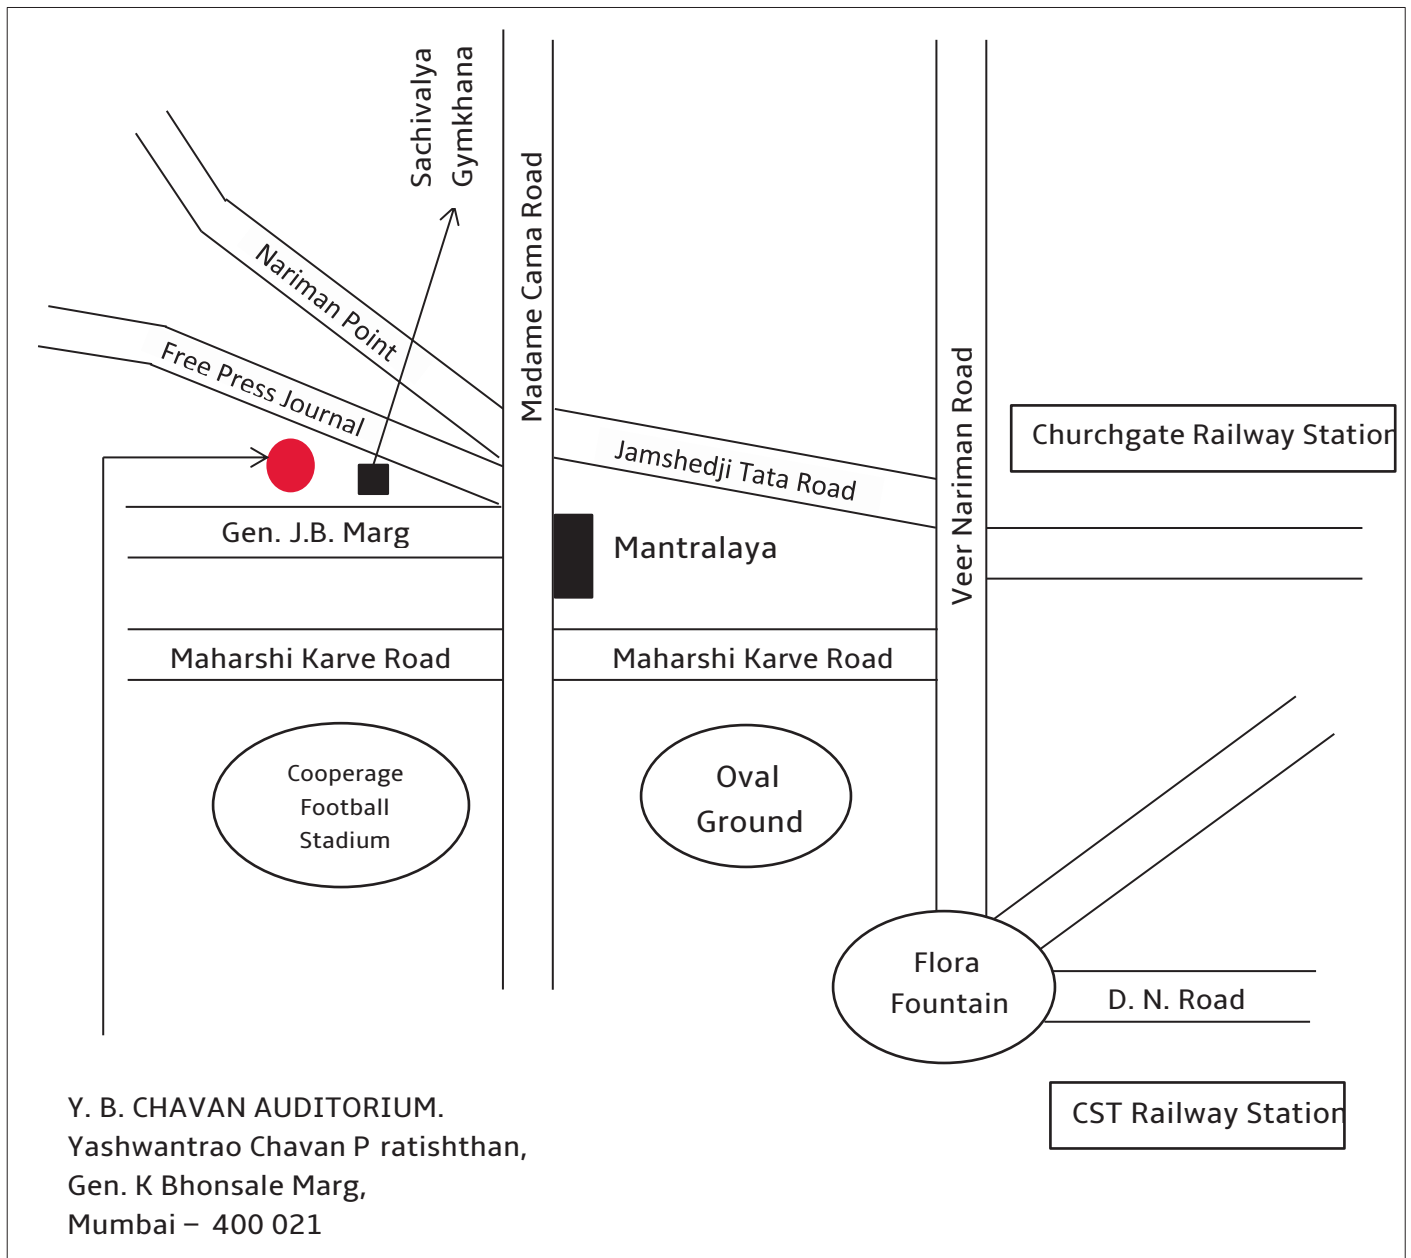 Sachivalya
Gymkhana
Madame Cama Road
Nariman Point
Free Press Journal
Jamshedji Tata Road
Veer Nariman Road
Churchgate Railway Station
Gen. J.B. Marg
Mantralaya
Maharshi Karve Road
Maharshi Karve Road
Cooperage
Football
Stadium
Oval
Ground
Flora
Fountain
D. N. Road
CST Railway Station
Y. B. CHAVAN AUDITORIUM.
Yashwantrao Chavan P ratishthan,
Gen. K Bhonsale Marg,
Mumbai – 400 021